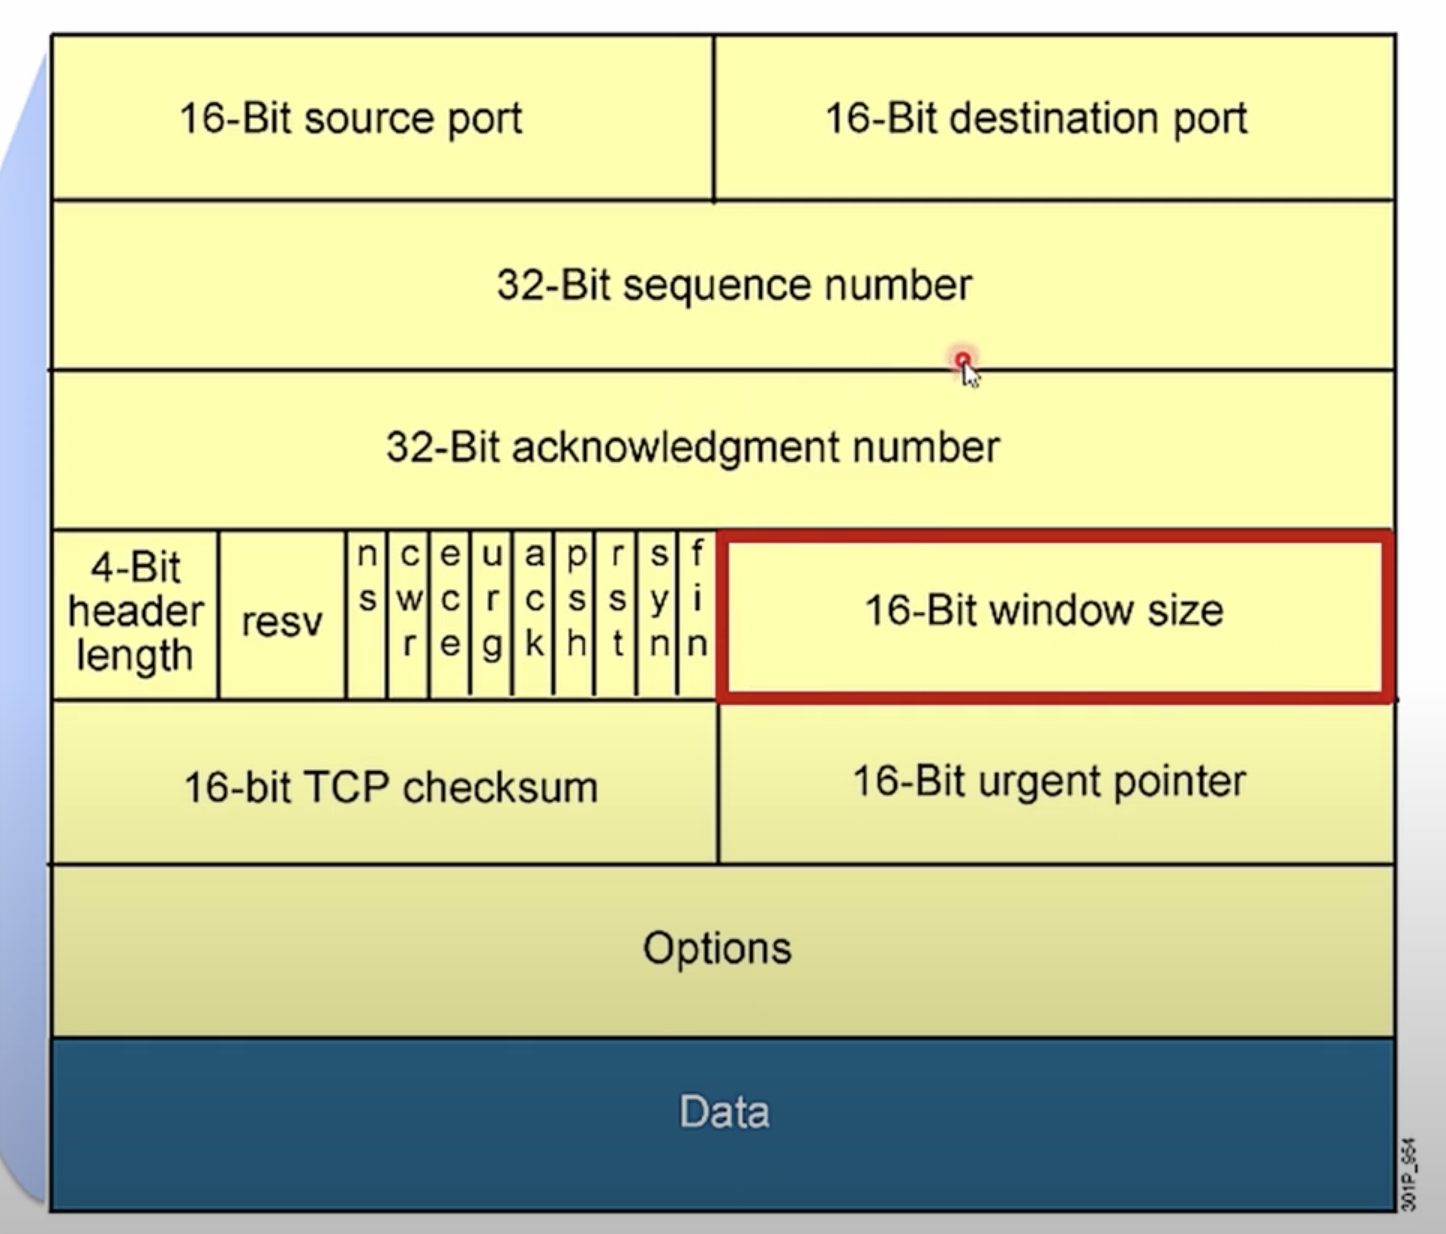 16-Bit source port
16-Bit destination port
32-Bit sequence number
32-Bit acknowledgment number
4-Bit
header
length
resv
ns
cwr
ece
urg
ack
psh
rst
syn
fin
16-Bit window size
16-bit TCP checksum
16-Bit urgent pointer
Options
Data
301P_954